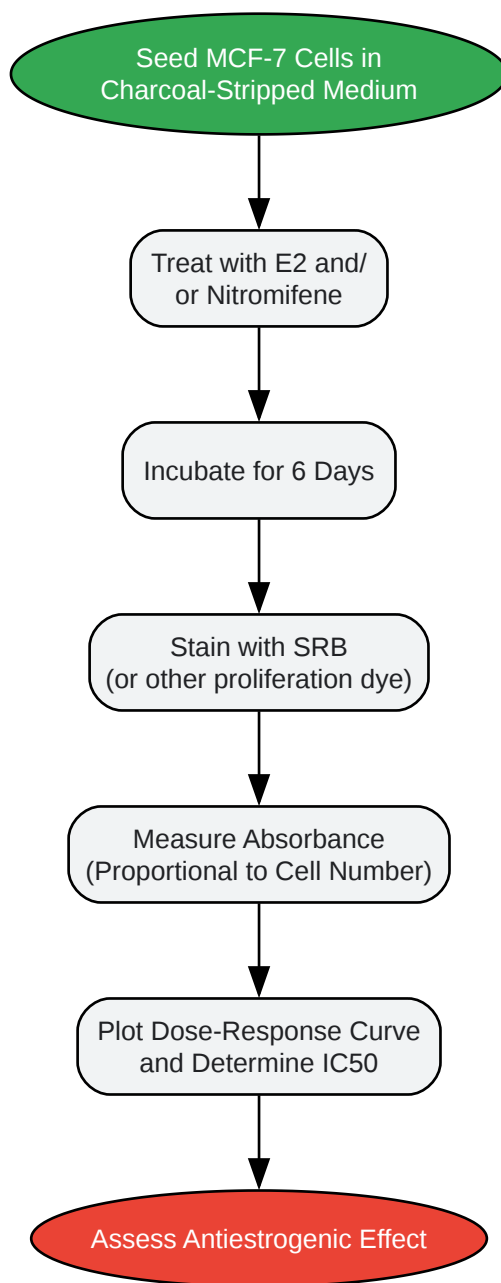 Seed MCF-7 Cells in
Charcoal-Stripped Medium
Treat with E2 and/
or Nitromifene
Incubate for 6 Days
Stain with SRB
(or other proliferation dye)
Measure Absorbance
(Proportional to Cell Number)
Plot Dose-Response Curve
and Determine IC50
Assess Antiestrogenic Effect